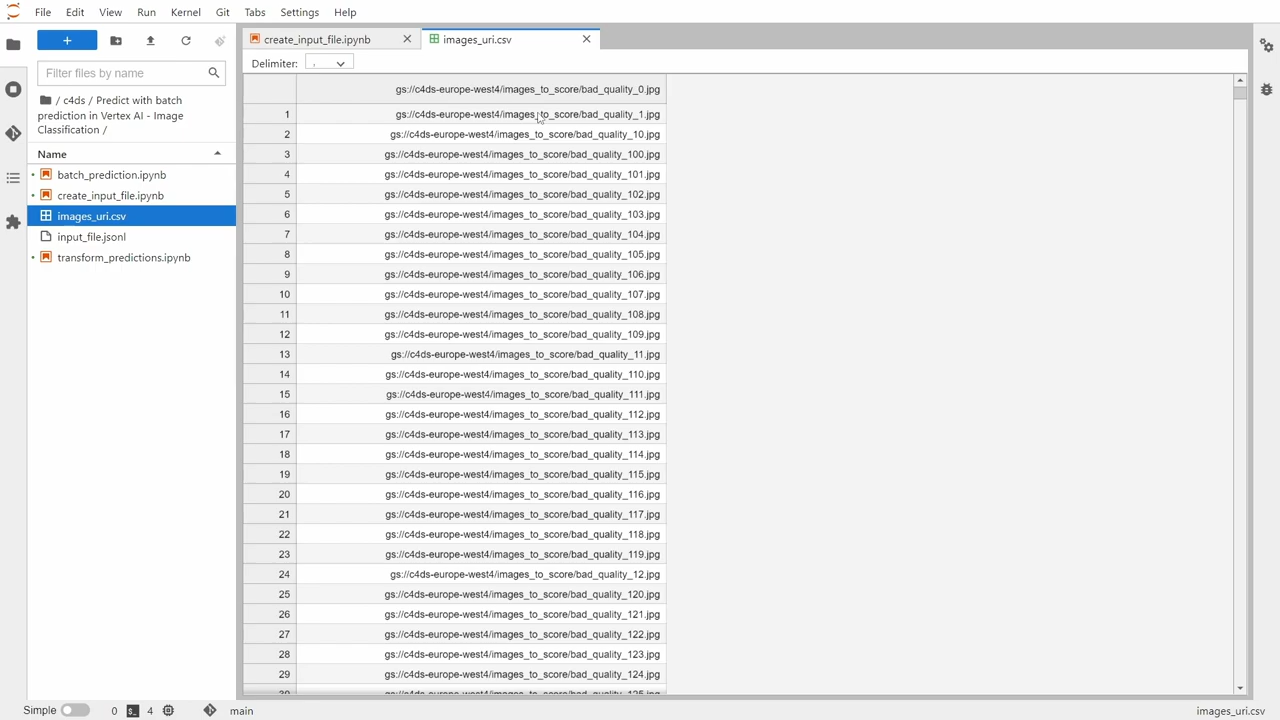 File Edit View Run Kernel Git Tabs Settings Help
+
Filter files by name
/ c4ds / Predict with batch
prediction in Vertex AI - Image
Classification /
Name
batch_prediction.ipynb
create_input_file.ipynb
images_uri.csv
input_file.jsonl
transform_predictions.ipynb
create_input_file.ipynb
images_uri.csv
Delimiter: ,
gs://c4ds-europe-west4/images_to_score/bad_quality_0.jpg
1 gs://c4ds-europe-west4/images_to_score/bad_quality_1.jpg
2 gs://c4ds-europe-west4/images_to_score/bad_quality_10.jpg
3 gs://c4ds-europe-west4/images_to_score/bad_quality_100.jpg
4 gs://c4ds-europe-west4/images_to_score/bad_quality_101.jpg
5 gs://c4ds-europe-west4/images_to_score/bad_quality_102.jpg
6 gs://c4ds-europe-west4/images_to_score/bad_quality_103.jpg
7 gs://c4ds-europe-west4/images_to_score/bad_quality_104.jpg
8 gs://c4ds-europe-west4/images_to_score/bad_quality_105.jpg
9 gs://c4ds-europe-west4/images_to_score/bad_quality_106.jpg
10 gs://c4ds-europe-west4/images_to_score/bad_quality_107.jpg
11 gs://c4ds-europe-west4/images_to_score/bad_quality_108.jpg
12 gs://c4ds-europe-west4/images_to_score/bad_quality_109.jpg
13 gs://c4ds-europe-west4/images_to_score/bad_quality_11.jpg
14 gs://c4ds-europe-west4/images_to_score/bad_quality_110.jpg
15 gs://c4ds-europe-west4/images_to_score/bad_quality_111.jpg
16 gs://c4ds-europe-west4/images_to_score/bad_quality_112.jpg
17 gs://c4ds-europe-west4/images_to_score/bad_quality_113.jpg
18 gs://c4ds-europe-west4/images_to_score/bad_quality_114.jpg
19 gs://c4ds-europe-west4/images_to_score/bad_quality_115.jpg
20 gs://c4ds-europe-west4/images_to_score/bad_quality_116.jpg
21 gs://c4ds-europe-west4/images_to_score/bad_quality_117.jpg
22 gs://c4ds-europe-west4/images_to_score/bad_quality_118.jpg
23 gs://c4ds-europe-west4/images_to_score/bad_quality_119.jpg
24 gs://c4ds-europe-west4/images_to_score/bad_quality_12.jpg
25 gs://c4ds-europe-west4/images_to_score/bad_quality_120.jpg
26 gs://c4ds-europe-west4/images_to_score/bad_quality_121.jpg
27 gs://c4ds-europe-west4/images_to_score/bad_quality_122.jpg
28 gs://c4ds-europe-west4/images_to_score/bad_quality_123.jpg
29 gs://c4ds-europe-west4/images_to_score/bad_quality_124.jpg
Simple 0 4 main images_uri.csv